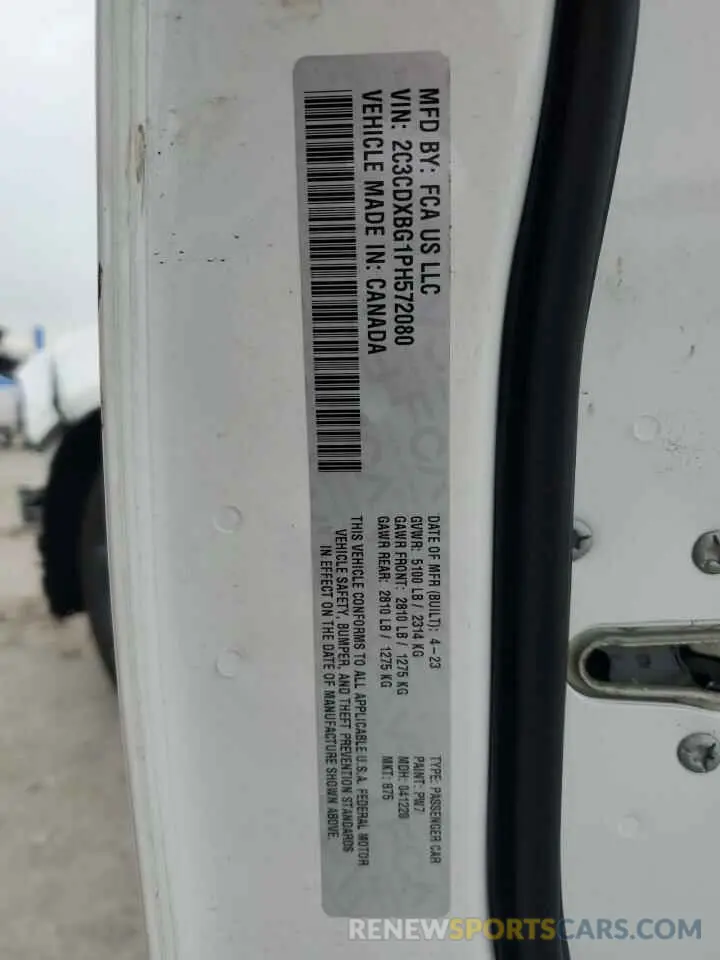 MFD BY: FCA US LLC
VIN: 2C3CDXBG1PH572080
VEHICLE MADE IN: CANADA
DATE OF MFR (BUILT): 4-23
GVWR: 5100 LB / 2314 KG
GAWR FRONT: 2810 LB / 1275 KG
GAWR REAR: 2810 LB / 1275 KG
TYPE: PASSENGER CAR
PAINT: PW7
MDH: 041220
MKT: 875
THIS VEHICLE CONFORMS TO ALL APPLICABLE U.S.A. FEDERAL MOTOR
VEHICLE SAFETY, BUMPER, AND THEFT PREVENTION STANDARDS
IN EFFECT ON THE DATE OF MANUFACTURE SHOWN ABOVE.
RENEWSPORTSCARS.COM